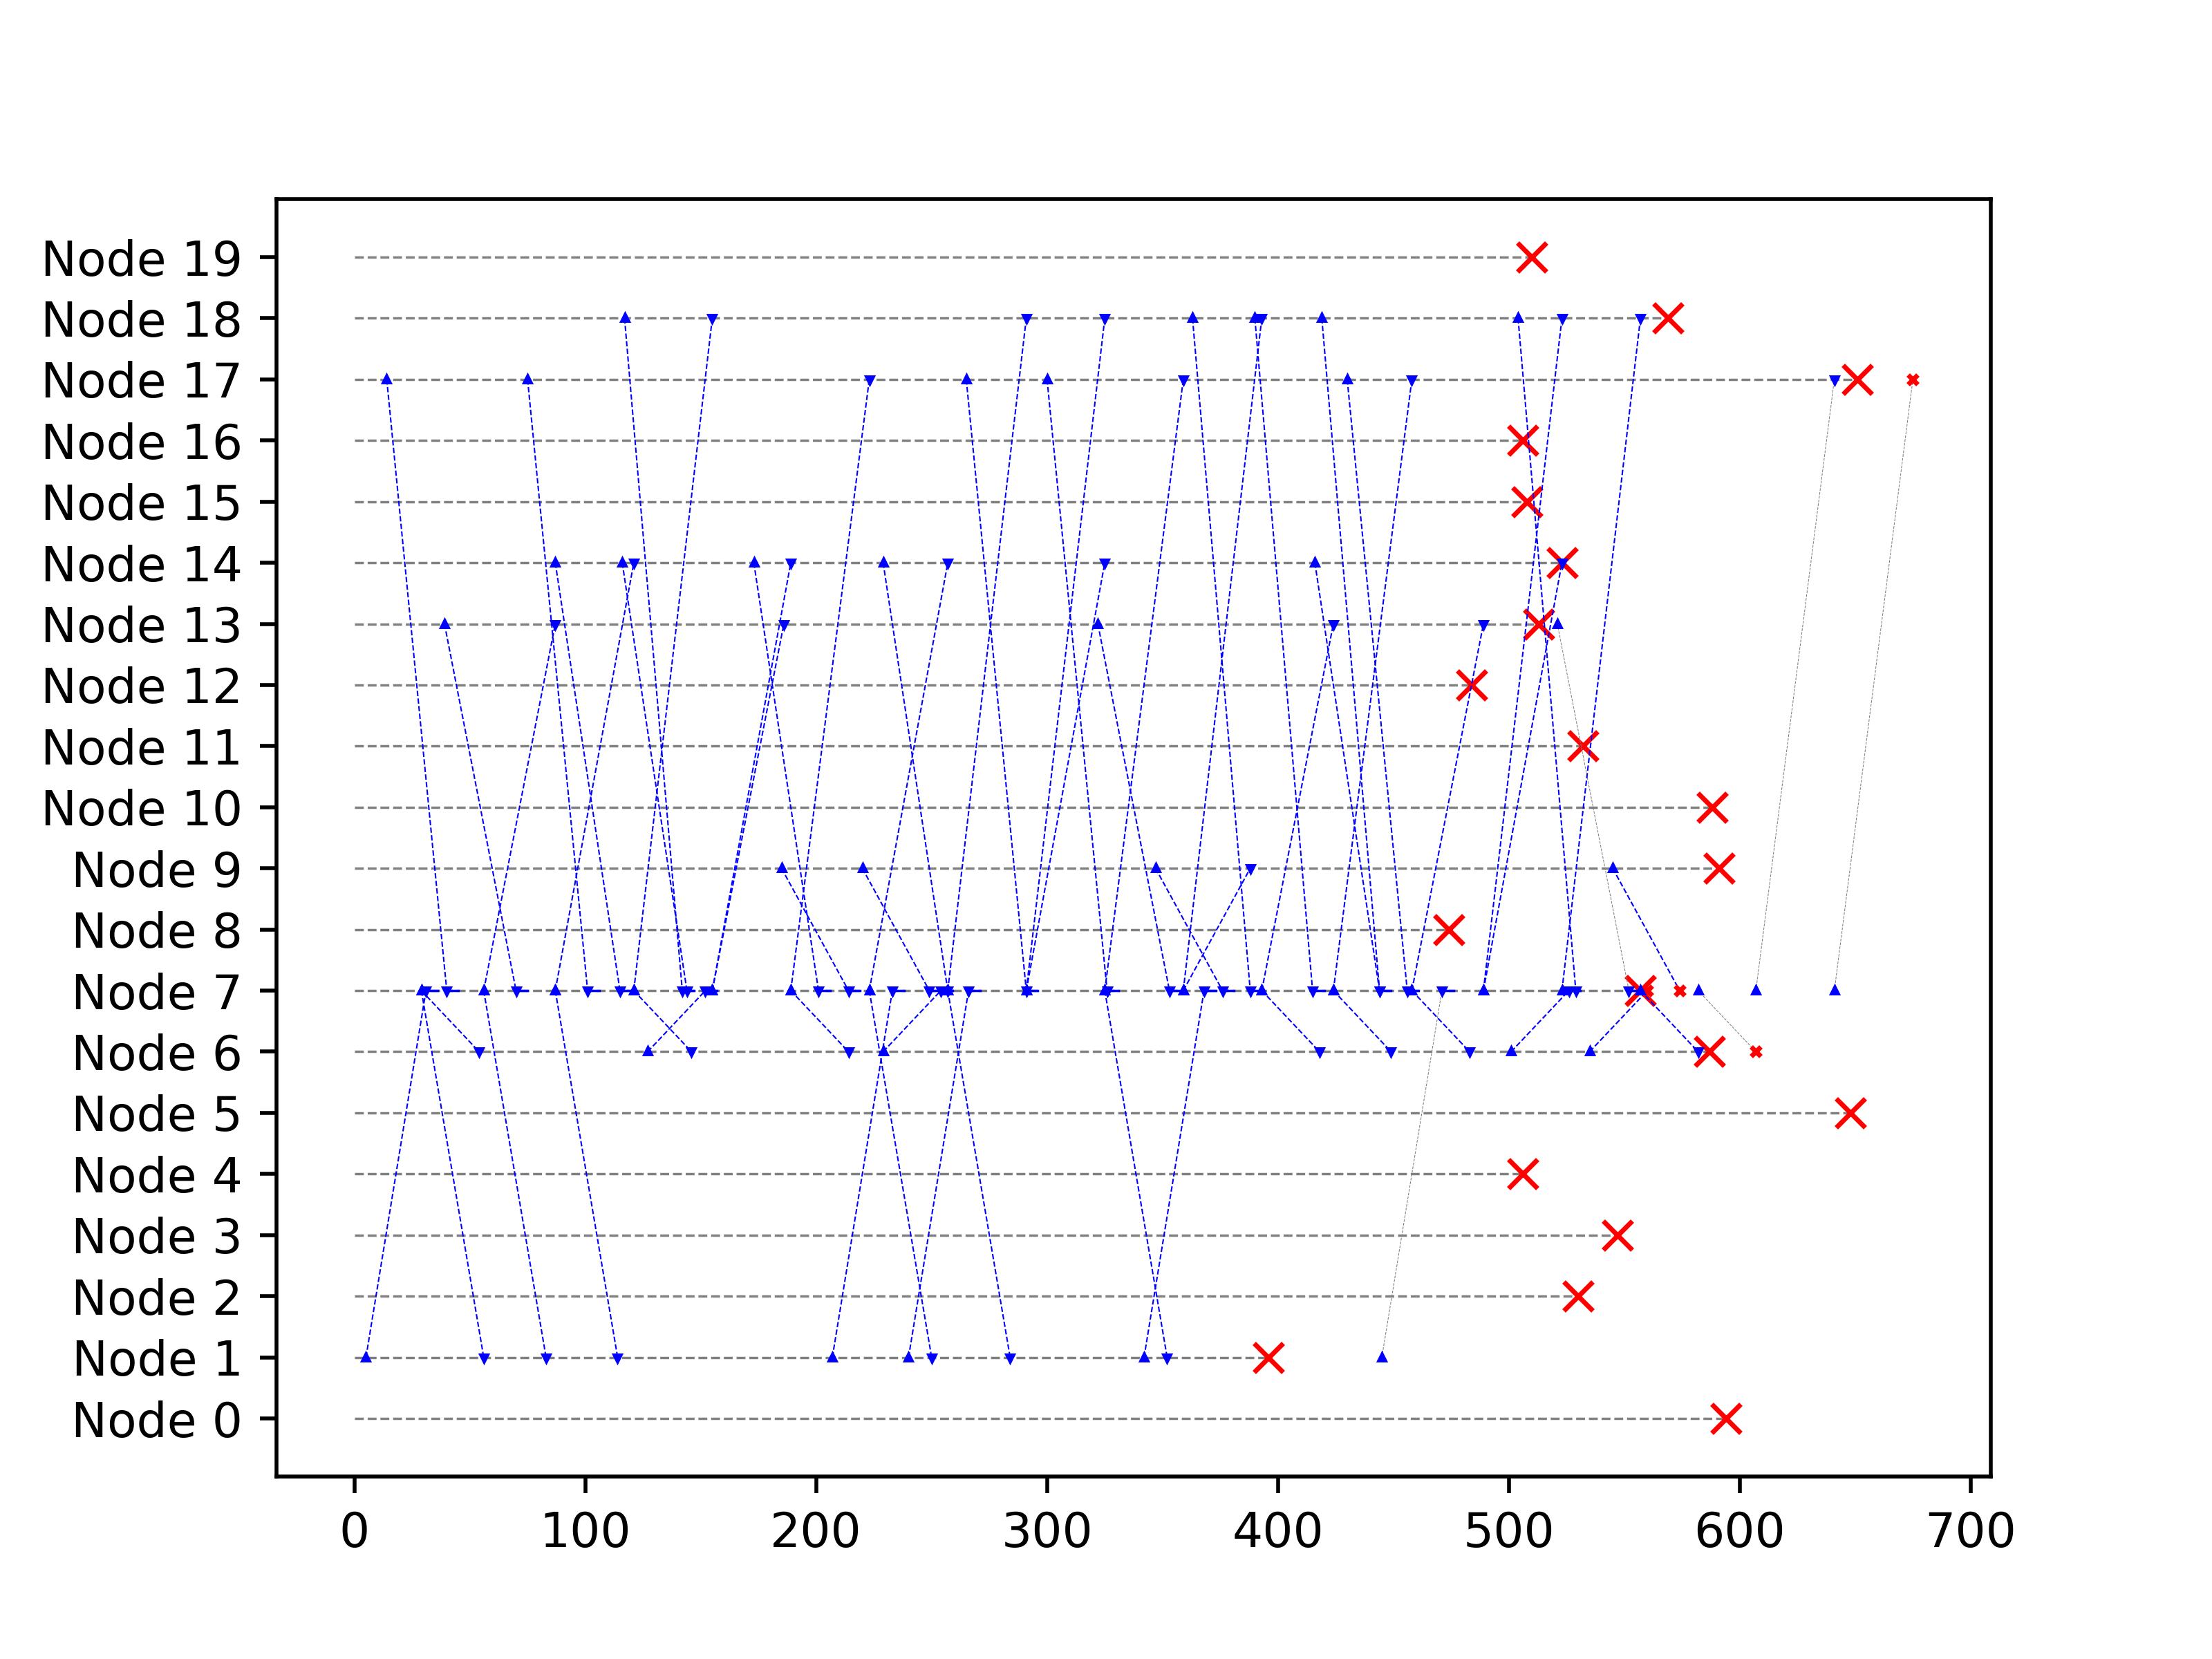 Node 19
Node 18
Node 17
Node 16
Node 15
Node 14
Node 13
Node 12
Node 11
Node 10
Node 9
Node 8
Node 7
Node 6
Node 5
Node 4
Node 3
Node 2
Node 1
Node 0
0 100 200 300 400 500 600 700